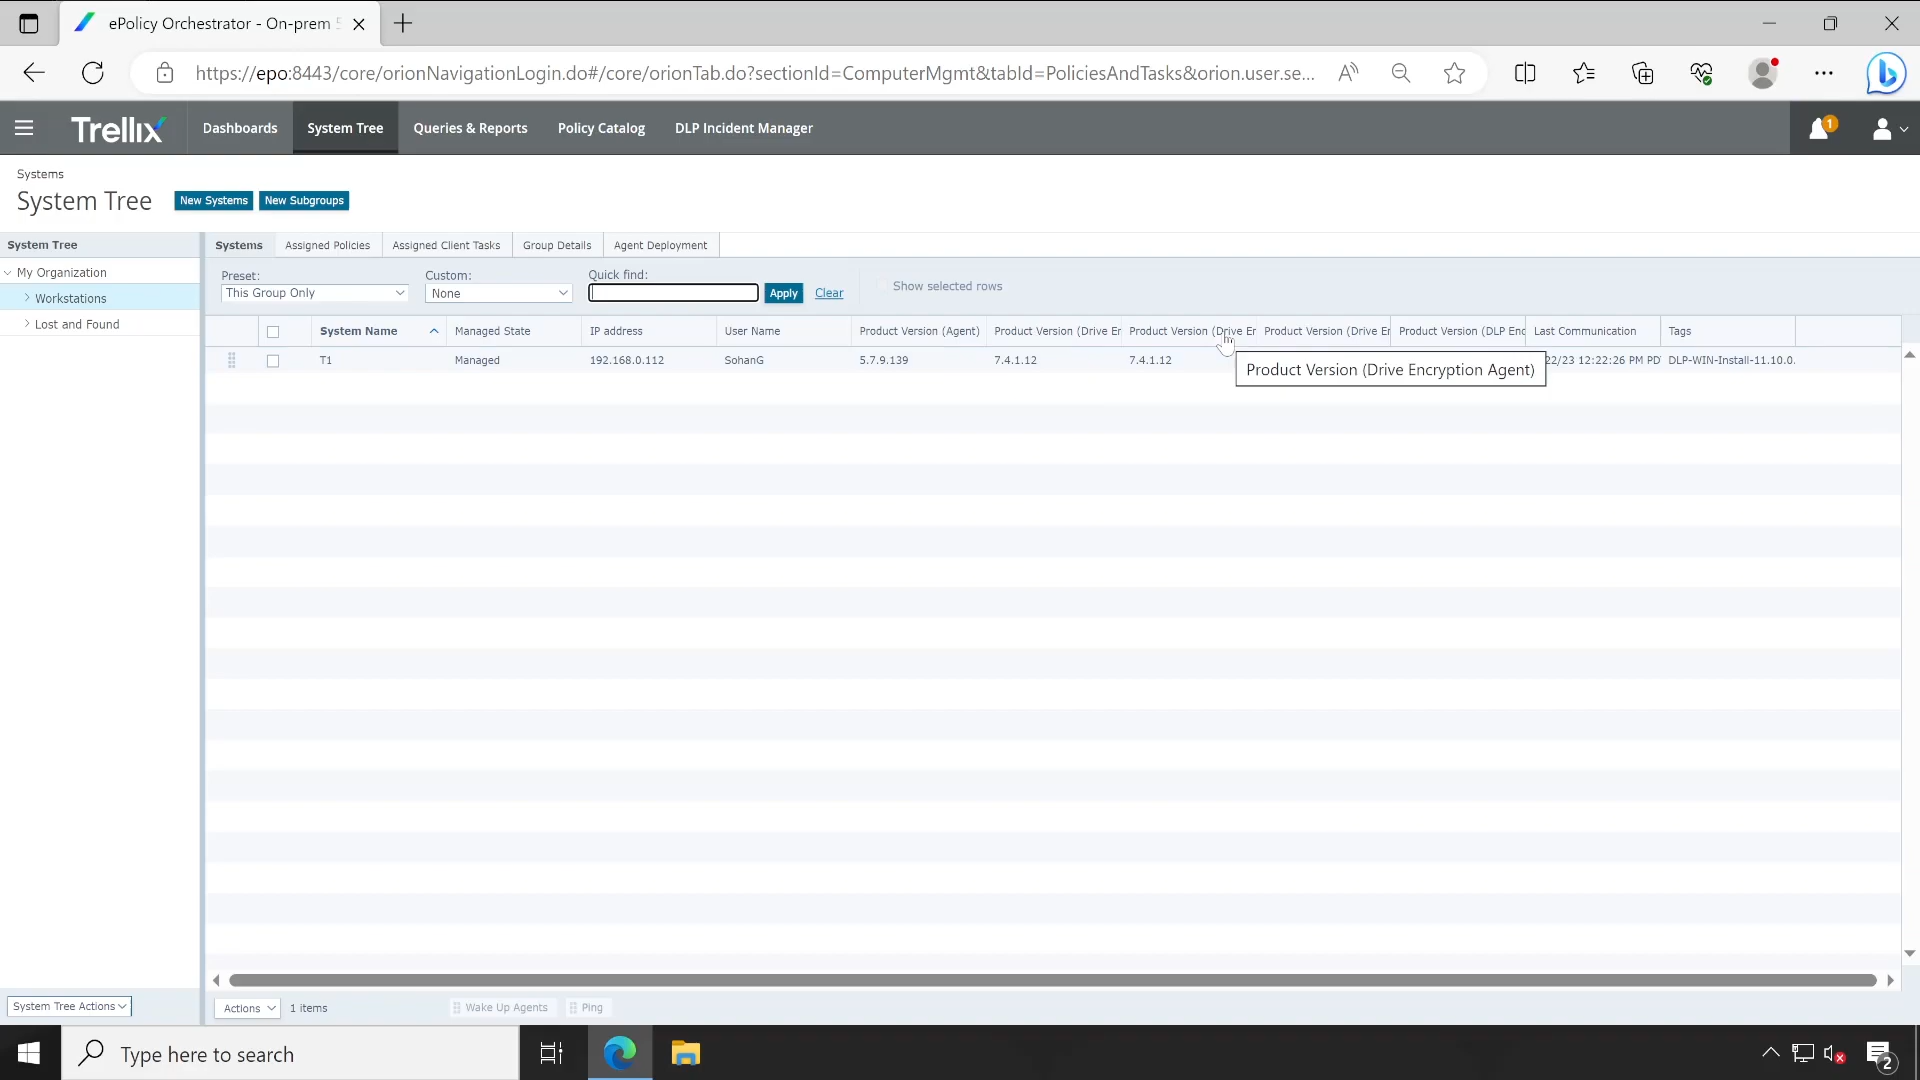 ePolicy Orchestrator - On-prem 5
https://epo:8443/core/orionNavigationLogin.do#/core/orionTab.do?sectionId=ComputerMgmt&tabId=PoliciesAndTasks&orion.user.se...
Trellix Dashboards System Tree Queries & Reports Policy Catalog DLP Incident Manager 1
Systems
System Tree New Systems New Subgroups
System Tree
My Organization
Workstations
Lost and Found
Systems Assigned Policies Assigned Client Tasks Group Details Agent Deployment
Preset: Custom: Quick find:
This Group Only None Apply Clear Show selected rows
System Name Managed State IP address User Name Product Version (Agent) Product Version (Drive Er Product Version (Drive Er Product Version (Drive Er Product Version (DLP End Last Communication Tags
T1 Managed 192.168.0.112 SohanG 5.7.9.139 7.4.1.12 7.4.1.12 22/23 12:22:26 PM PD DLP-WIN-Install-11.10.0.
Product Version (Drive Encryption Agent)
System Tree Actions Actions 1 items Wake Up Agents Ping
Type here to search 2